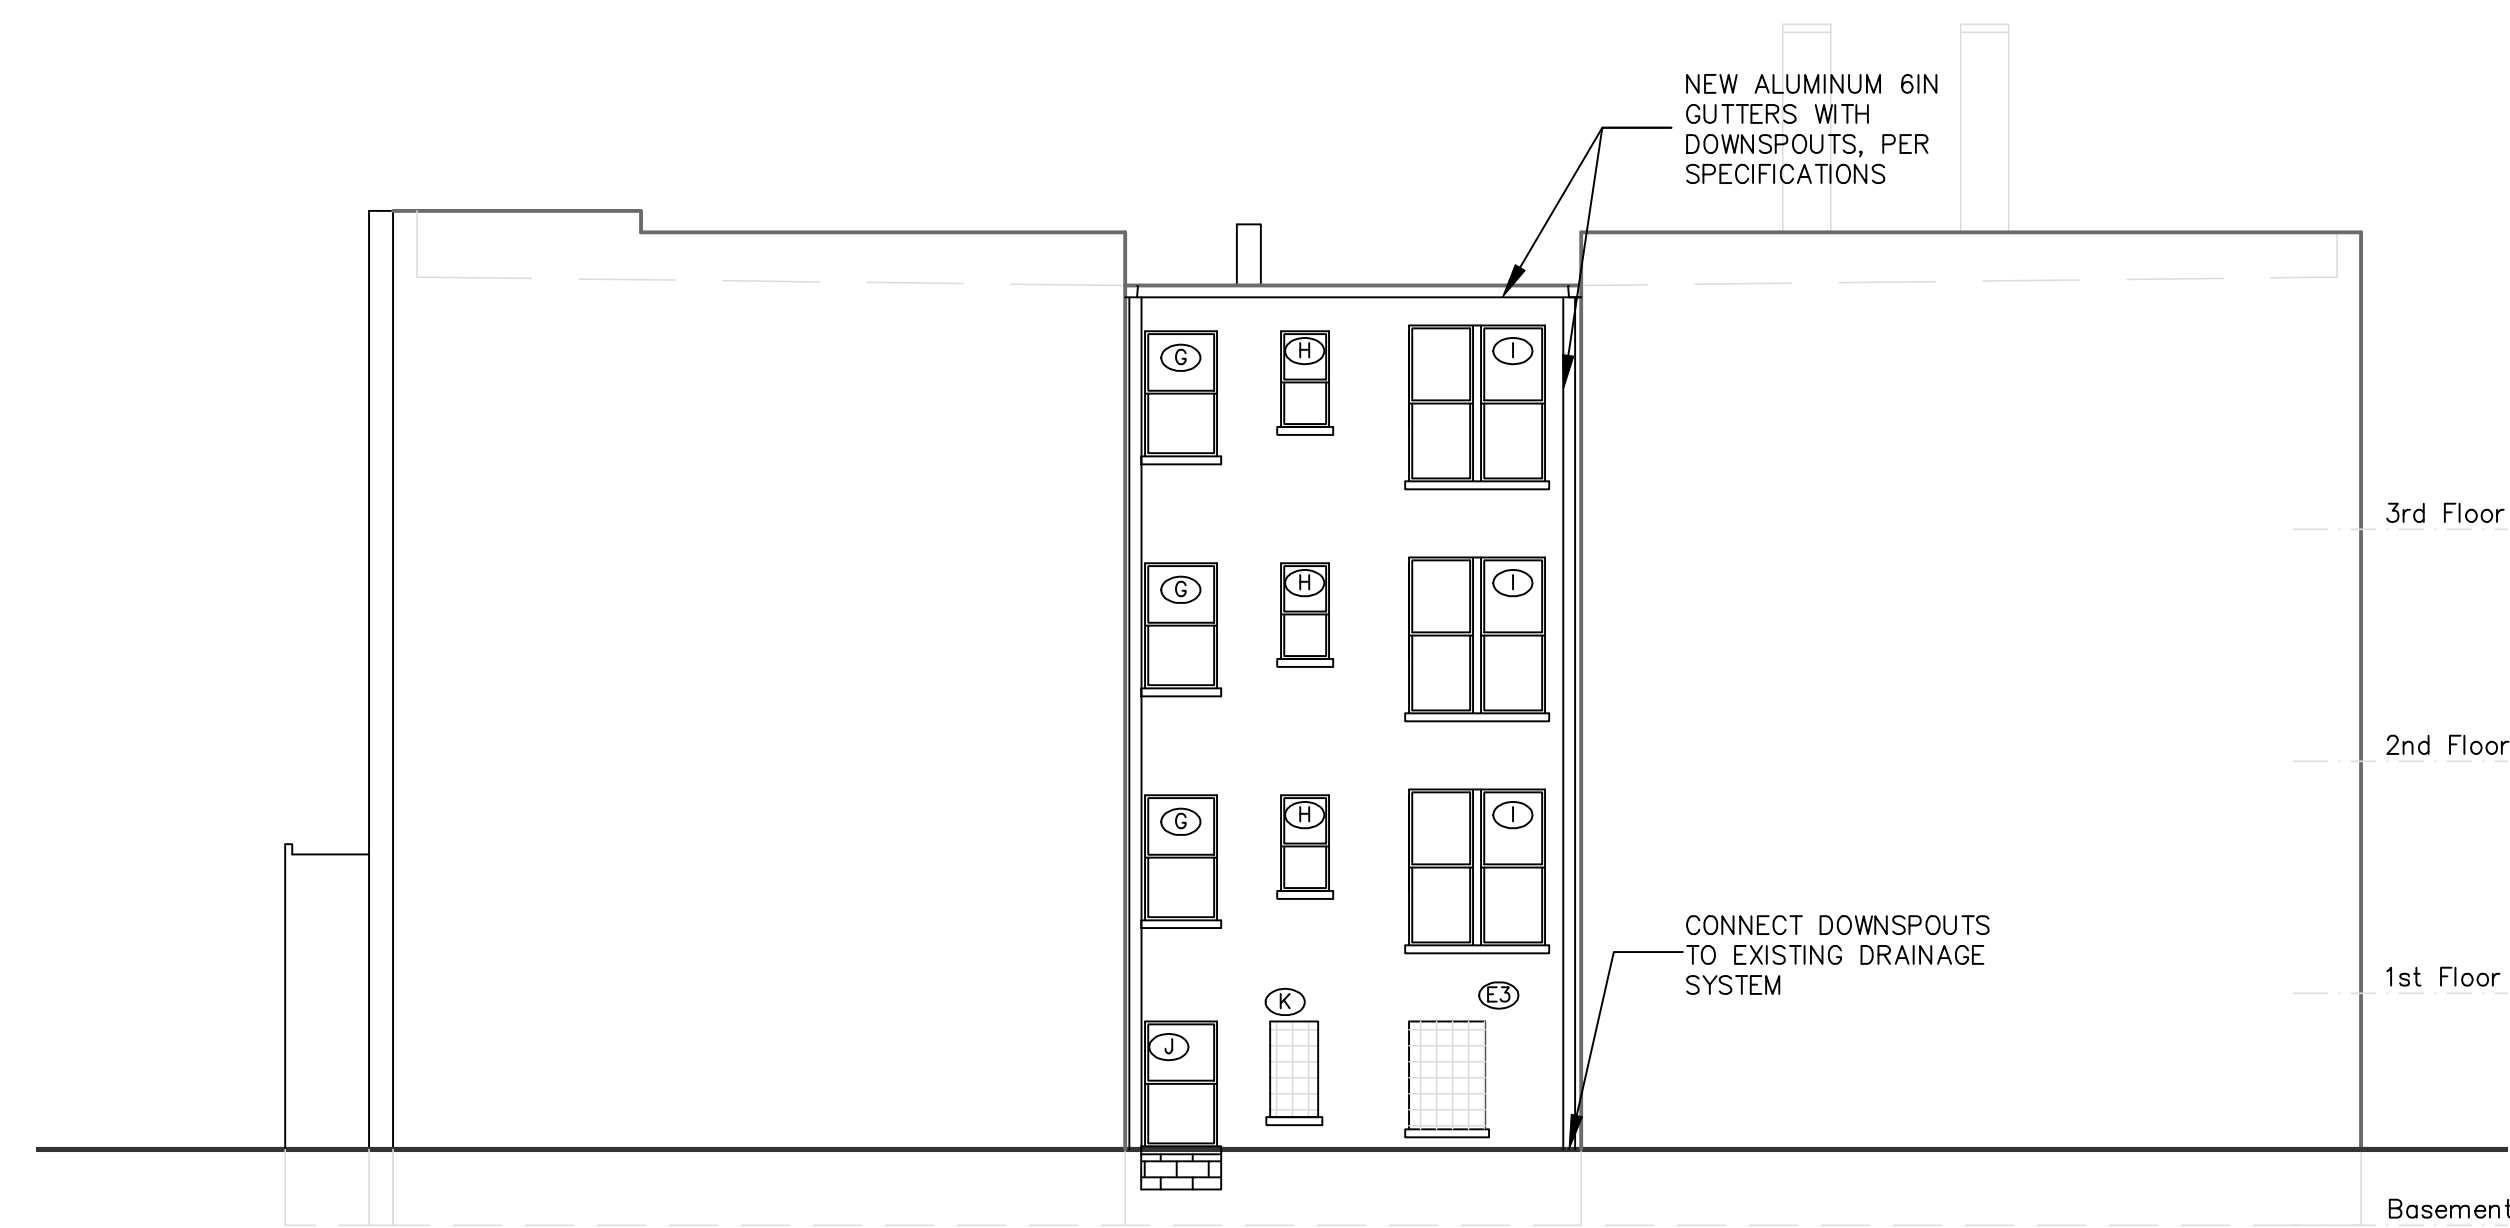 NEW ALUMINIUM 6IN
GUTTERS WITH
DOWNSPOUTS, PER
SPECIFICATIONS
G H I
3rd Floor
G H I
2nd Floor
G H I
CONNECT DOWNSPOUTS
TO EXISTING DRAINAGE
SYSTEM
1st Floor
K E3
J
Basement